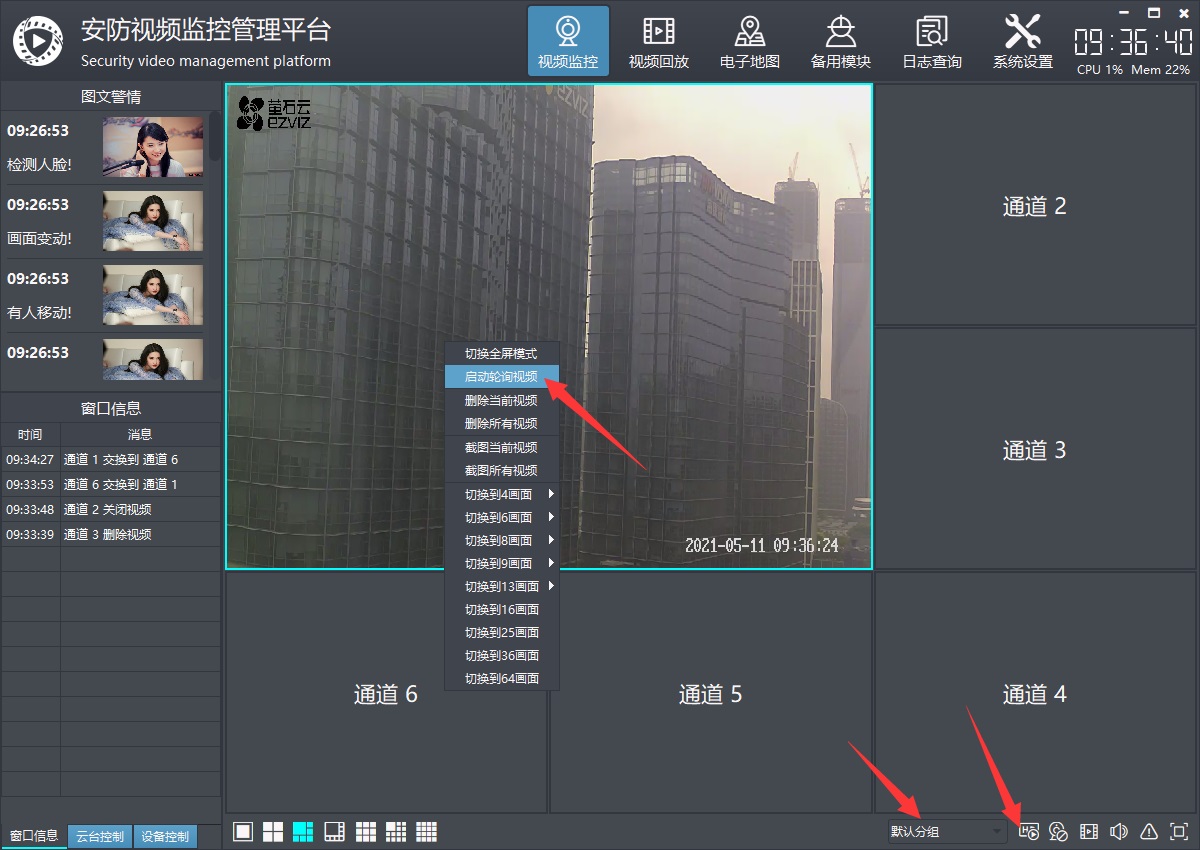 安防视频监控管理平台
Security video management platform
视频监控
视频回放
电子地图
备用模块
日志查询
系统设置
09:36:40
CPU 1% Mem 22%
图文警情
09:26:53
检测人脸!
09:26:53
画面变动!
09:26:53
有人移动!
09:26:53
窗口信息
时间 消息
09:34:27 通道 1 交换到 通道 6
09:33:53 通道 6 交换到 通道 1
09:33:48 通道 2 关闭视频
09:33:39 通道 3 删除视频
窗口信息 云台控制 设备控制
萤石云
ezviz
ezviz
2021-05-11 09:36:24
切换全屏模式
启动轮询视频
删除当前视频
删除所有视频
截图当前视频
截图所有视频
切换到4画面
切换到6画面
切换到8画面
切换到9画面
切换到13画面
切换到16画面
切换到25画面
切换到36画面
切换到64画面
通道 2
通道 3
通道 6
通道 5
通道 4
默认分组